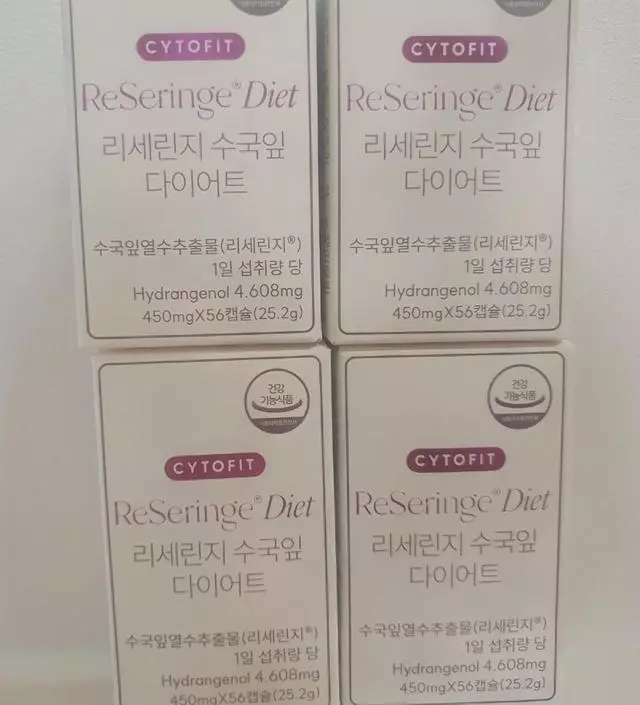 CYTOFIT
ReSeringe® Diet
리세린지 수국잎
다이어트
수국잎열수추출물(리세린지®)
1일 섭취량 당
Hydrangenol 4.608mg
450mgX56캡슐(25.2g)
CYTOFIT
ReSeringe® Diet
리세린지 수국잎
다이어트
수국잎열수추출물(리세린지®)
1일 섭취량 당
Hydrangenol 4.608mg
450mgX56캡슐(25.2g)
건강
기능식품
CYTOFIT
ReSeringe® Diet
리세린지 수국잎
다이어트
수국잎열수추출물(리세린지®)
1일 섭취량 당
Hydrangenol 4.608mg
450mgX56캡슐(25.2g)
건강
기능식품
CYTOFIT
ReSeringe® Diet
리세린지 수국잎
다이어트
수국잎열수추출물(리세린지®)
1일 섭취량 당
Hydrangenol 4.608mg
450mgX56캡슐(25.2g)